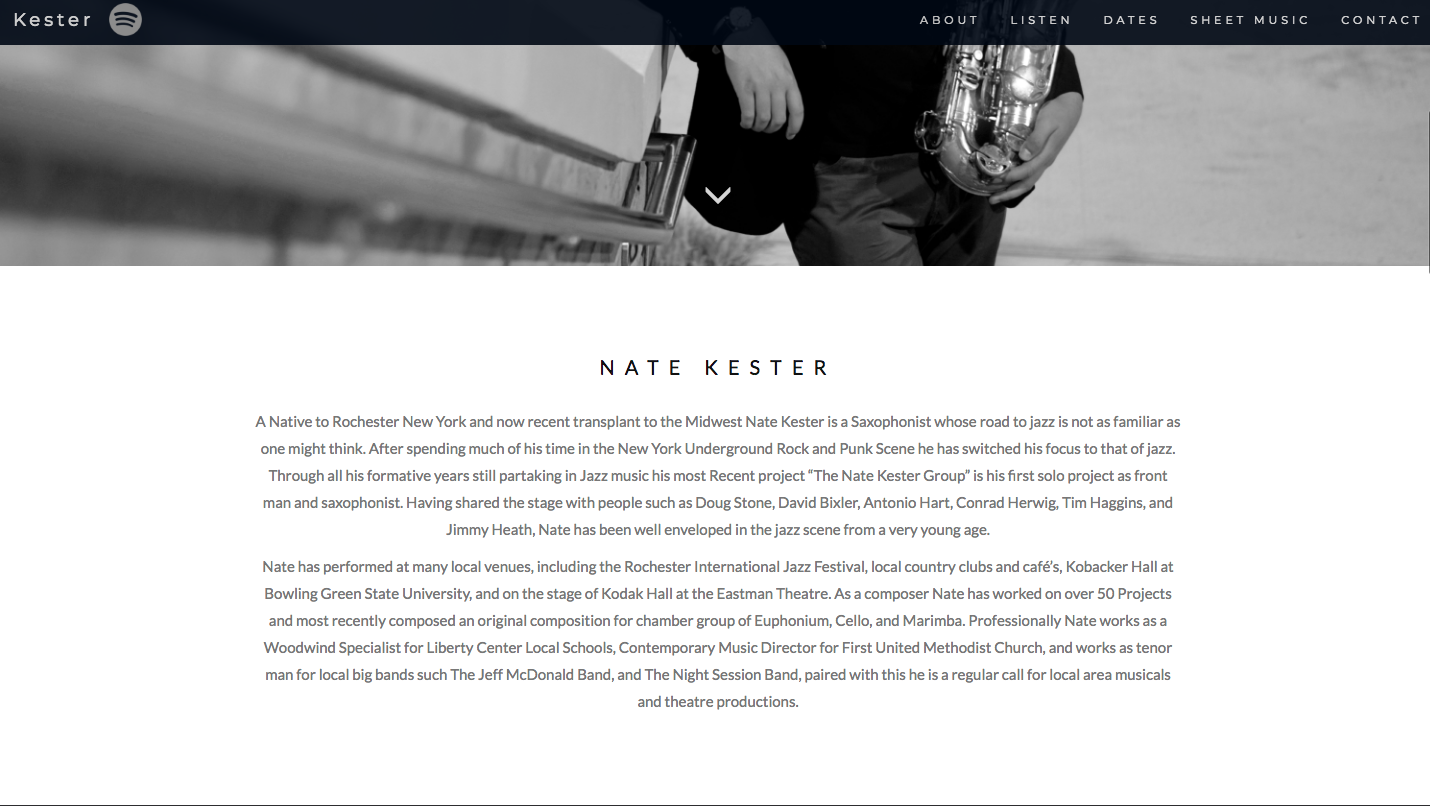 Kester
ABOUT LISTEN DATES SHEET MUSIC CONTACT
NATE KESTER
A Native to Rochester New York and now recent transplant to the Midwest Nate Kester is a Saxophonist whose road to jazz is not as familiar as
one might think. After spending much of his time in the New York Underground Rock and Punk Scene he has switched his focus to that of jazz.
Through all his formative years still partaking in Jazz music his most Recent project “The Nate Kester Group” is his first solo project as front
man and saxophonist. Having shared the stage with people such as Doug Stone, David Bixler, Antonio Hart, Conrad Herwig, Tim Haggins, and
Jimmy Heath, Nate has been well enveloped in the jazz scene from a very young age.
Nate has performed at many local venues, including the Rochester International Jazz Festival, local country clubs and café’s, Kobacker Hall at
Bowling Green State University, and on the stage of Kodak Hall at the Eastman Theatre. As a composer Nate has worked on over 50 Projects
and most recently composed an original composition for chamber group of Euphonium, Cello, and Marimba. Professionally Nate works as a
Woodwind Specialist for Liberty Center Local Schools, Contemporary Music Director for First United Methodist Church, and works as tenor
man for local big bands such The Jeff McDonald Band, and The Night Session Band, paired with this he is a regular call for local area musicals
and theatre productions.